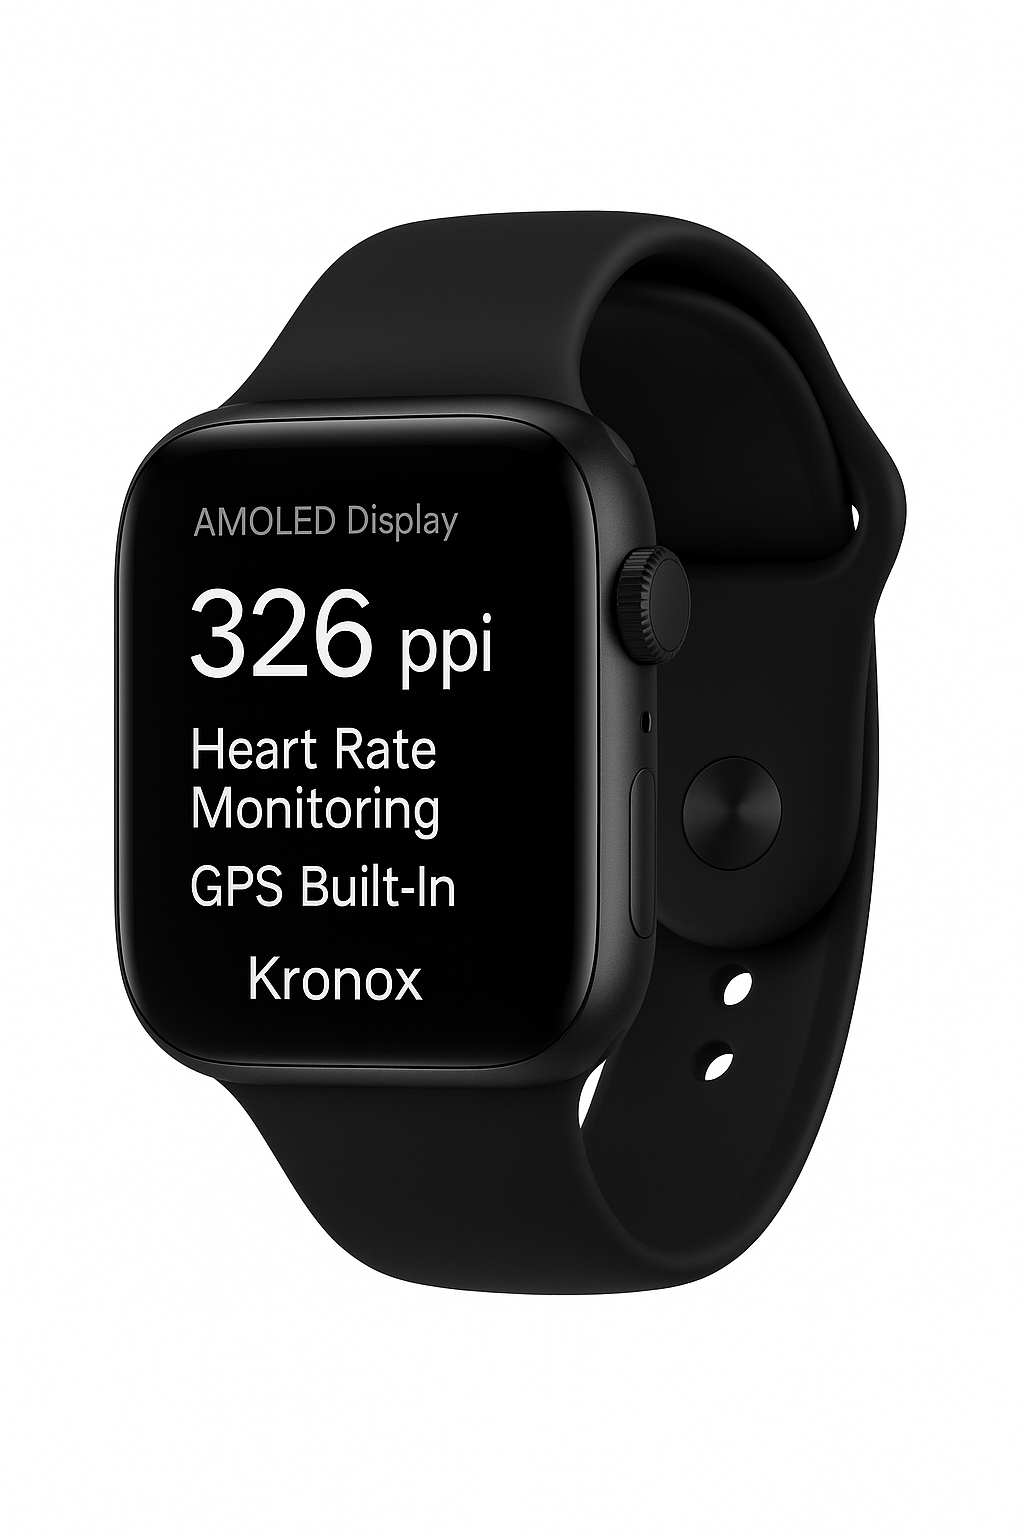 AMOLED Display
326 ppi
Heart Rate
Monitoring
GPS Built-In
Kronox